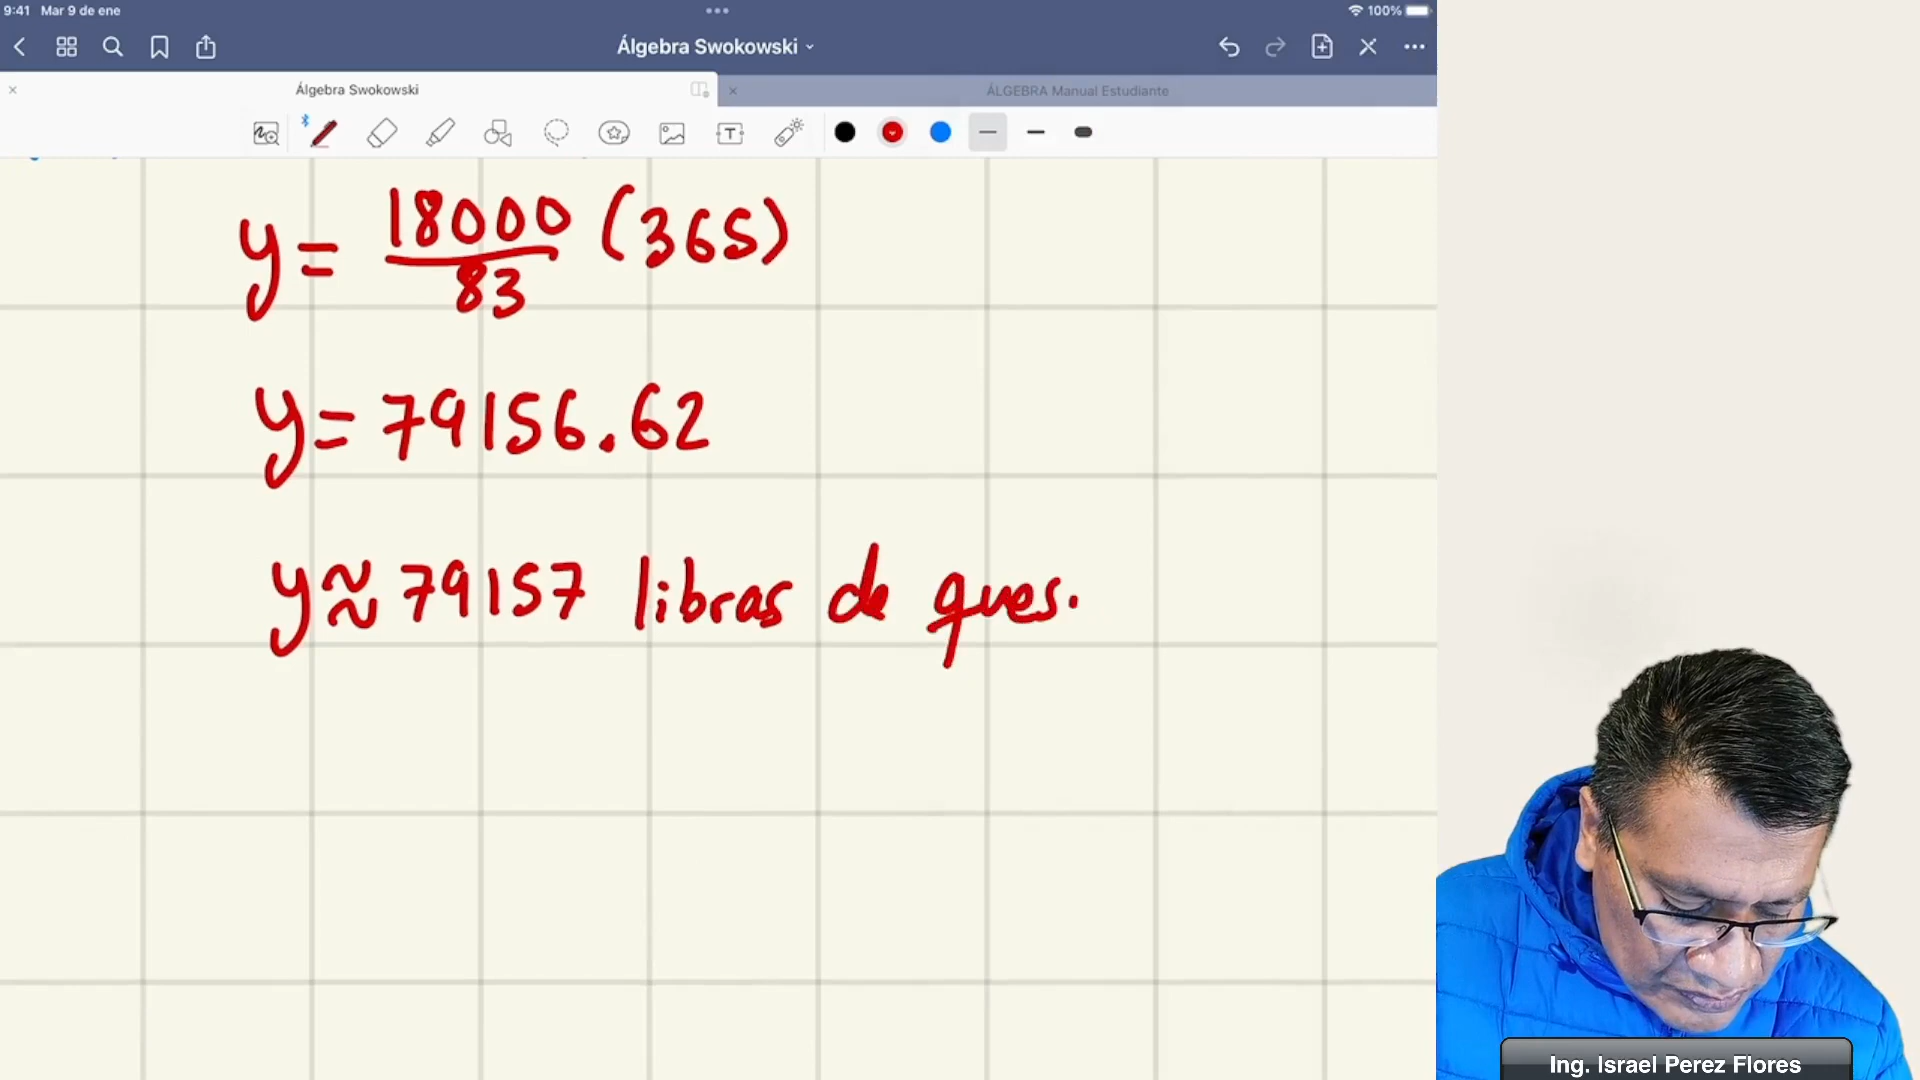 9:41 Mar 9 de ene 100%
Álgebra Swokowski
Álgebra Swokowski ÁLGEBRA Manual Estudiante
y = 18000/83 (365)
y = 79156.62
y ≈ 79157 libras de ques.
Ing. Israel Perez Flores